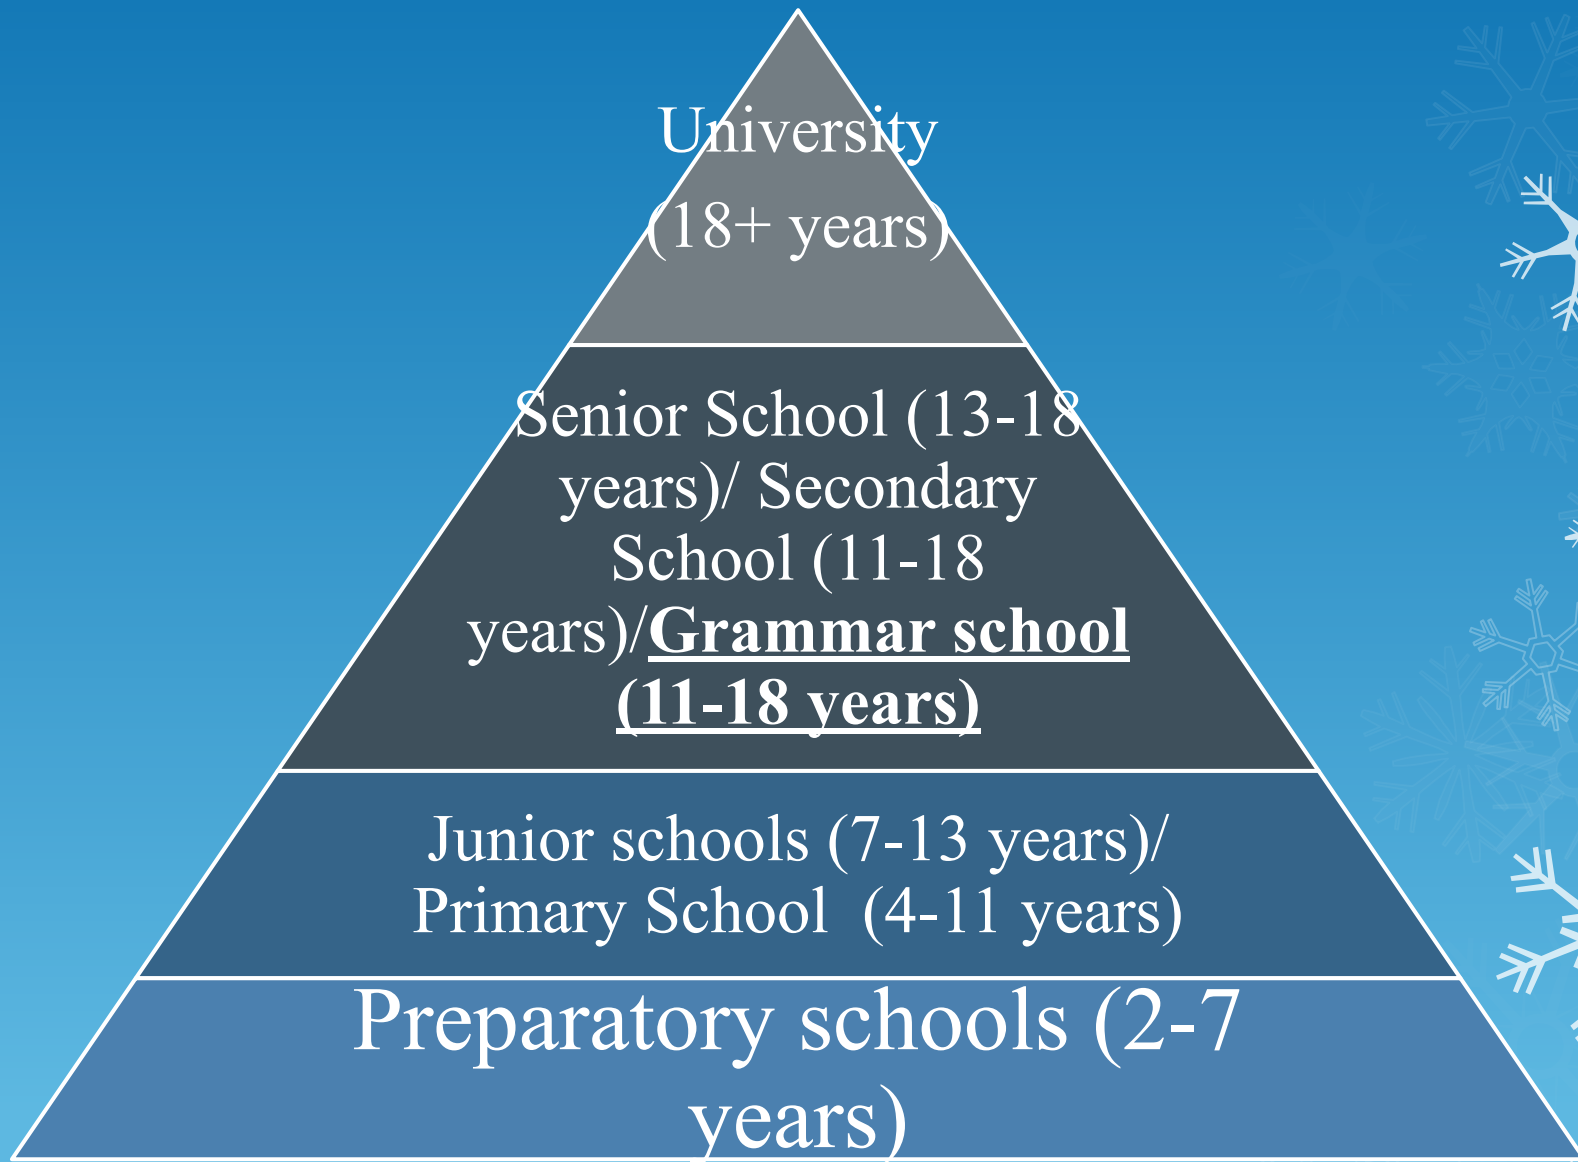 University
(18+ years)
Senior School (13-18
years)/ Secondary
School (11-18
years)/Grammar school
(11-18 years)
Junior schools (7-13 years)/
Primary School  (4-11 years)
Preparatory schools (2-7
years)